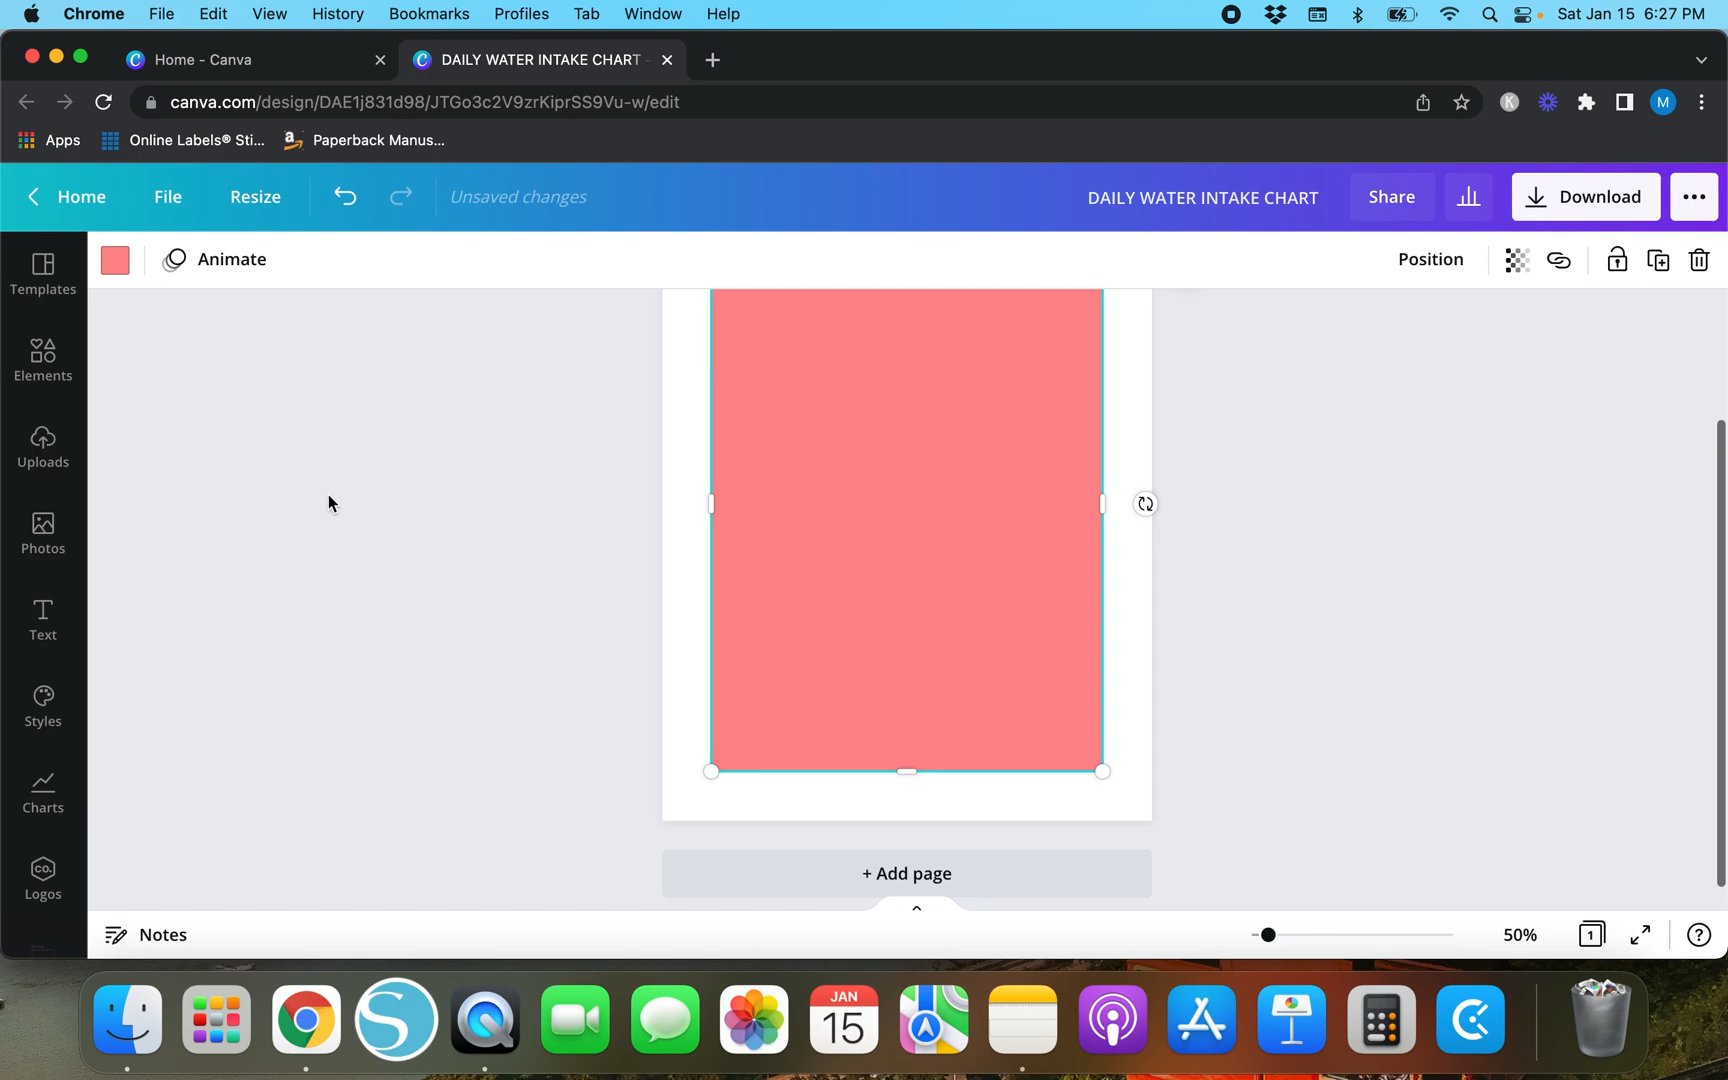 Chrome File Edit View History Bookmarks Profiles Tab Window Help Sat Jan 15 6:27 PM
Home - Canva DAILY WATER INTAKE CHART -
canva.com/design/DAE1j831d98/JTGo3c2V9zrKiprSS9Vu-w/edit K M
Apps Online Labels® Sti... Paperback Manus...
Home File Resize Unsaved changes DAILY WATER INTAKE CHART Share Download
Animate Position
Templates
Elements
Uploads
Photos
Text
Styles
Charts
CO.
Logos
+ Add page
Notes 1 50% ?
JAN
15